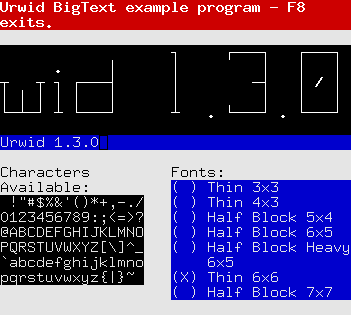 Urwid BigText example program - F8
exits.
wid 1.3.0
Urwid 1.3.0
Characters
Available:
!"#$%&'()*+,-./
0123456789:;<=>?
@ABCDEFGHIJKLMNO
PQRSTUVWXYZ[\]^_
`abcdefghijklmno
pqrstuvwxyz{|}~
Fonts:
( ) Thin 3x3
( ) Thin 4x3
( ) Half Block 5x4
( ) Half Block 6x5
( ) Half Block Heavy
6x5
(X) Thin 6x6
( ) Half Block 7x7